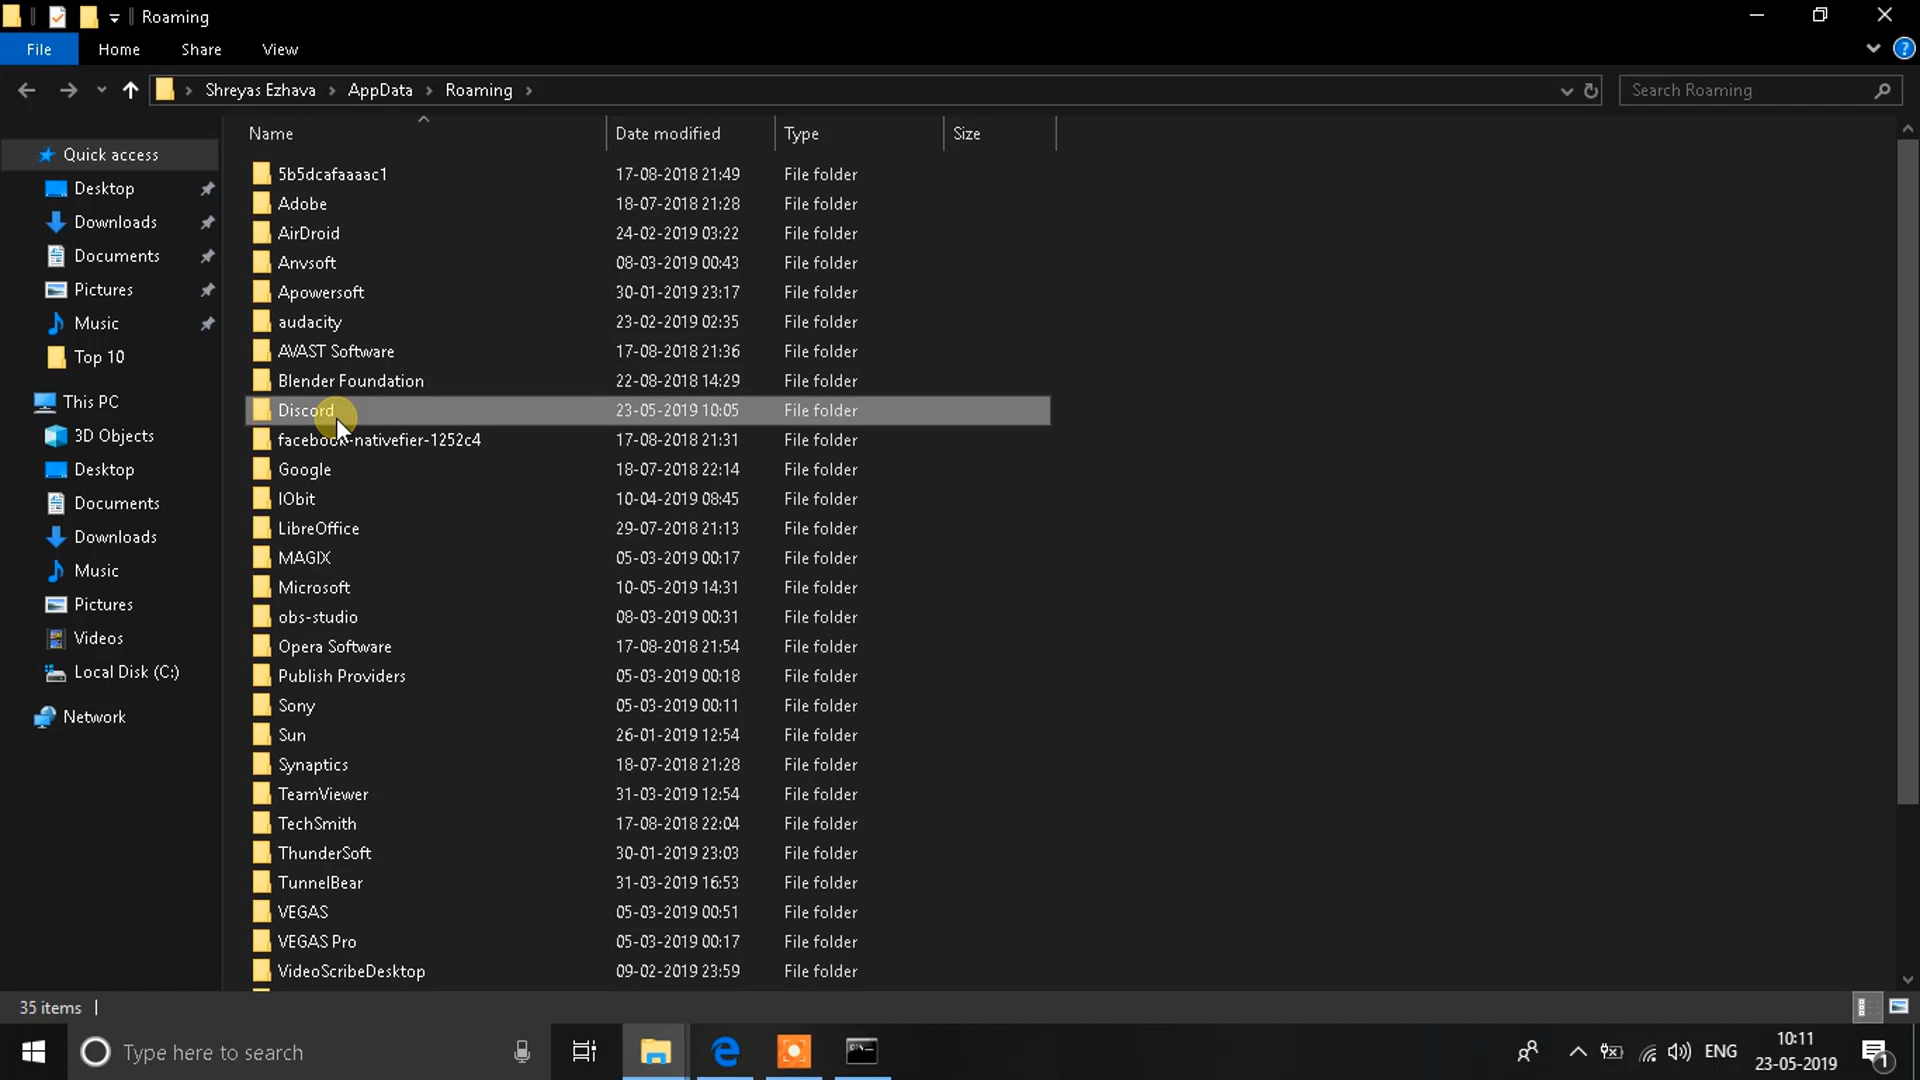 Roaming
File Home Share View
Shreyas Ezhava AppData Roaming
Search Roaming
Name Date modified Type Size
Quick access
Desktop
Downloads
Documents
Pictures
Music
Top 10
This PC
3D Objects
Desktop
Documents
Downloads
Music
Pictures
Videos
Local Disk (C:)
Network
5b5dcafaaaac1 17-08-2018 21:49 File folder
Adobe 18-07-2018 21:28 File folder
AirDroid 24-02-2019 03:22 File folder
Anvsoft 08-03-2019 00:43 File folder
Apowersoft 30-01-2019 23:17 File folder
audacity 23-02-2019 02:35 File folder
AVAST Software 17-08-2018 21:36 File folder
Blender Foundation 22-08-2018 14:29 File folder
Discord 23-05-2019 10:05 File folder
facebook-nativefier-1252c4 17-08-2018 21:31 File folder
Google 18-07-2018 22:14 File folder
IObit 10-04-2019 08:45 File folder
LibreOffice 29-07-2018 21:13 File folder
MAGIX 05-03-2019 00:17 File folder
Microsoft 10-05-2019 14:31 File folder
obs-studio 08-03-2019 00:31 File folder
Opera Software 17-08-2018 21:54 File folder
Publish Providers 05-03-2019 00:18 File folder
Sony 05-03-2019 00:11 File folder
Sun 26-01-2019 12:54 File folder
Synaptics 18-07-2018 21:28 File folder
TeamViewer 31-03-2019 12:54 File folder
TechSmith 17-08-2018 22:04 File folder
ThunderSoft 30-01-2019 23:03 File folder
TunnelBear 31-03-2019 16:53 File folder
VEGAS 05-03-2019 00:51 File folder
VEGAS Pro 05-03-2019 00:17 File folder
VideoScribeDesktop 09-02-2019 23:59 File folder
35 items
Type here to search
ENG
10:11
23-05-2019
1